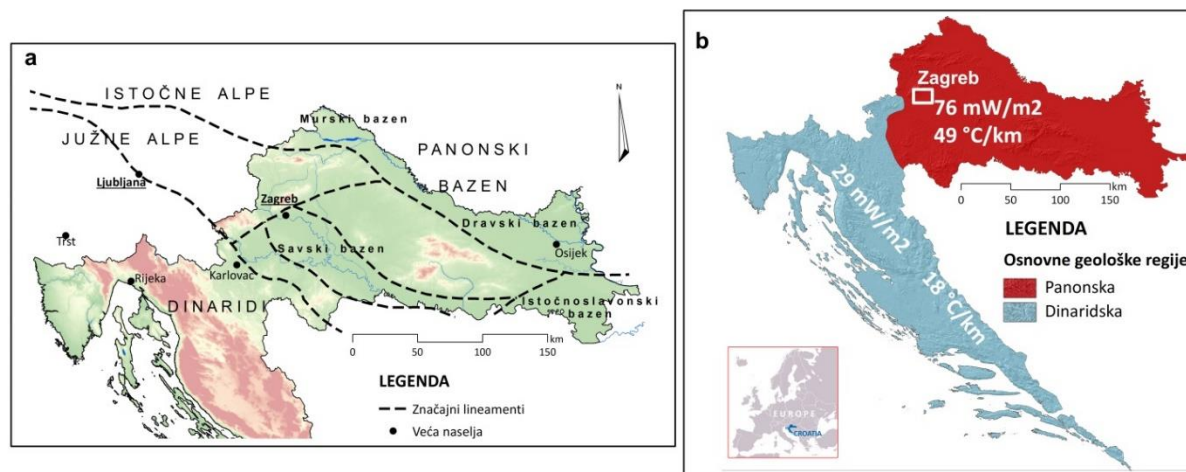 a
ISTOČNE ALPE
JUŽNE ALPE
Murski bazen
PANONSKI
BAZEN
N
Ljubljana
Zagreb
Dravski bazen
Trst
Savski bazen
Osijek
Karlovac
Rijeka
DINARIDI
Istočnoslavonski
bazen
0 50 100 150 km
LEGENDA
Značajni lineamenti
Veća naselja
b
Zagreb
76 mW/m2
49 °C/km
0 50 100 150
km
29 mW/m2
18 °C/km
LEGENDA
Osnovne geološke regije
Panonska
Dinaridska
EUROPE
CROATIA